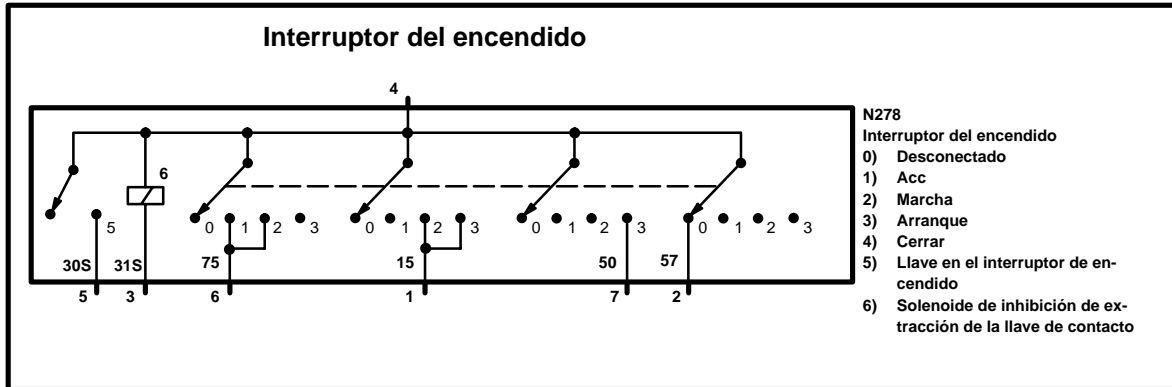 Interruptor del encendido
4
N278
Interruptor del encendido
0) Desconectado
1) Acc
2) Marcha
3) Arranque
4) Cerrar
5) Llave en el interruptor de en-
cendido
6) Solenoide de inhibición de ex-
tracción de la llave de contacto
6
5
0 1 2 3
0 1 2 3
0 1 2 3
0 1 2 3
30S 31S 75 15 50 57
5 3 6 1 7 2